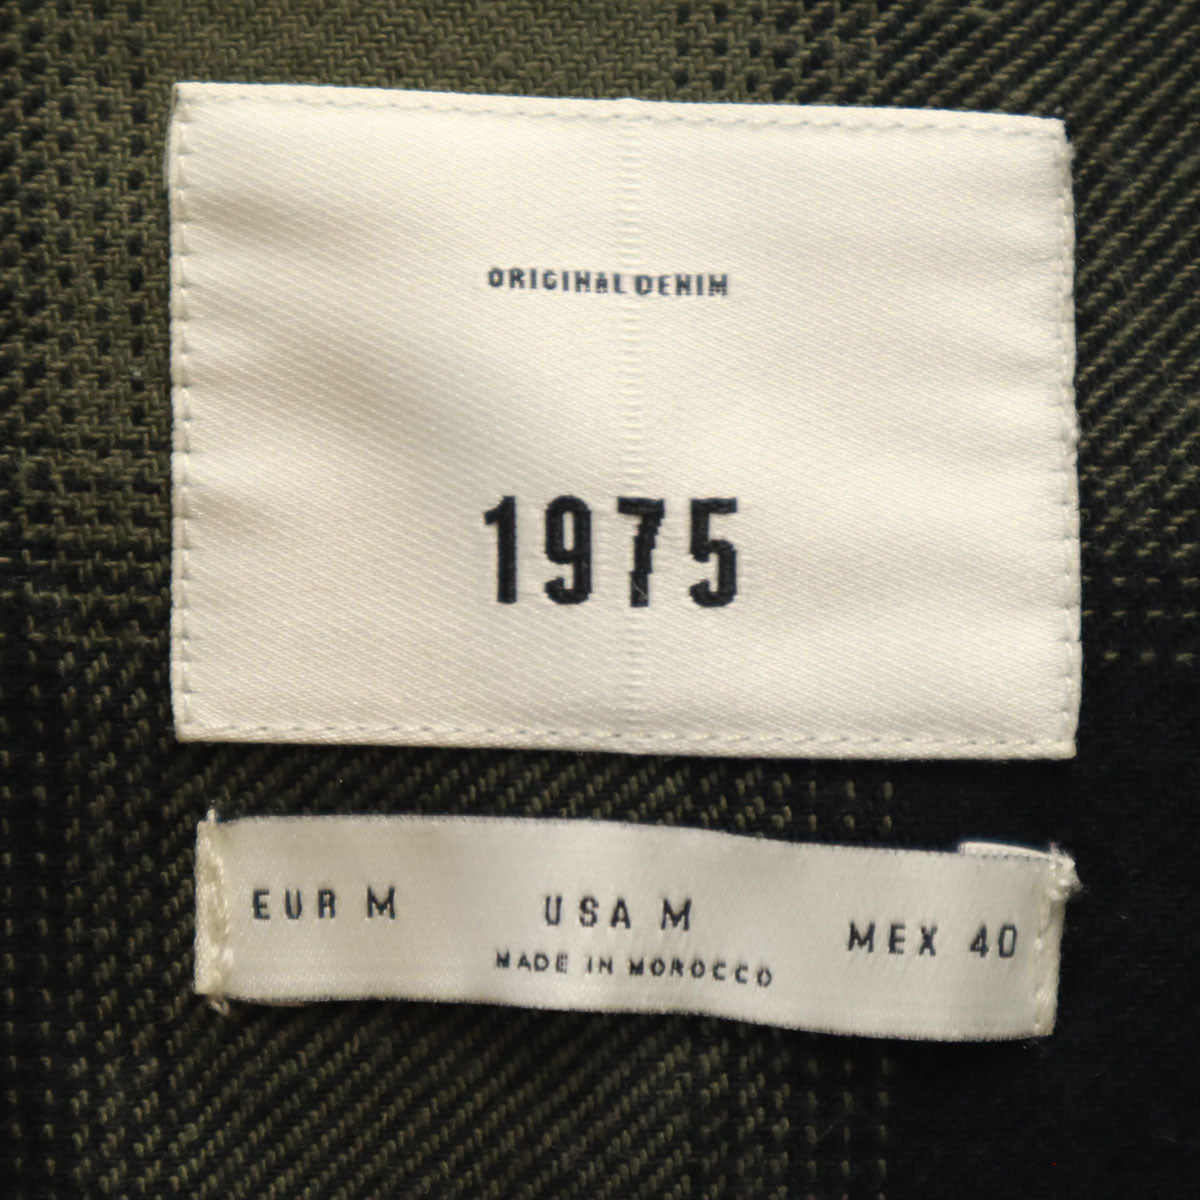 ORIGINAL DENIM
1975
EUR M USA M MEX 40
MADE IN MOROCCO